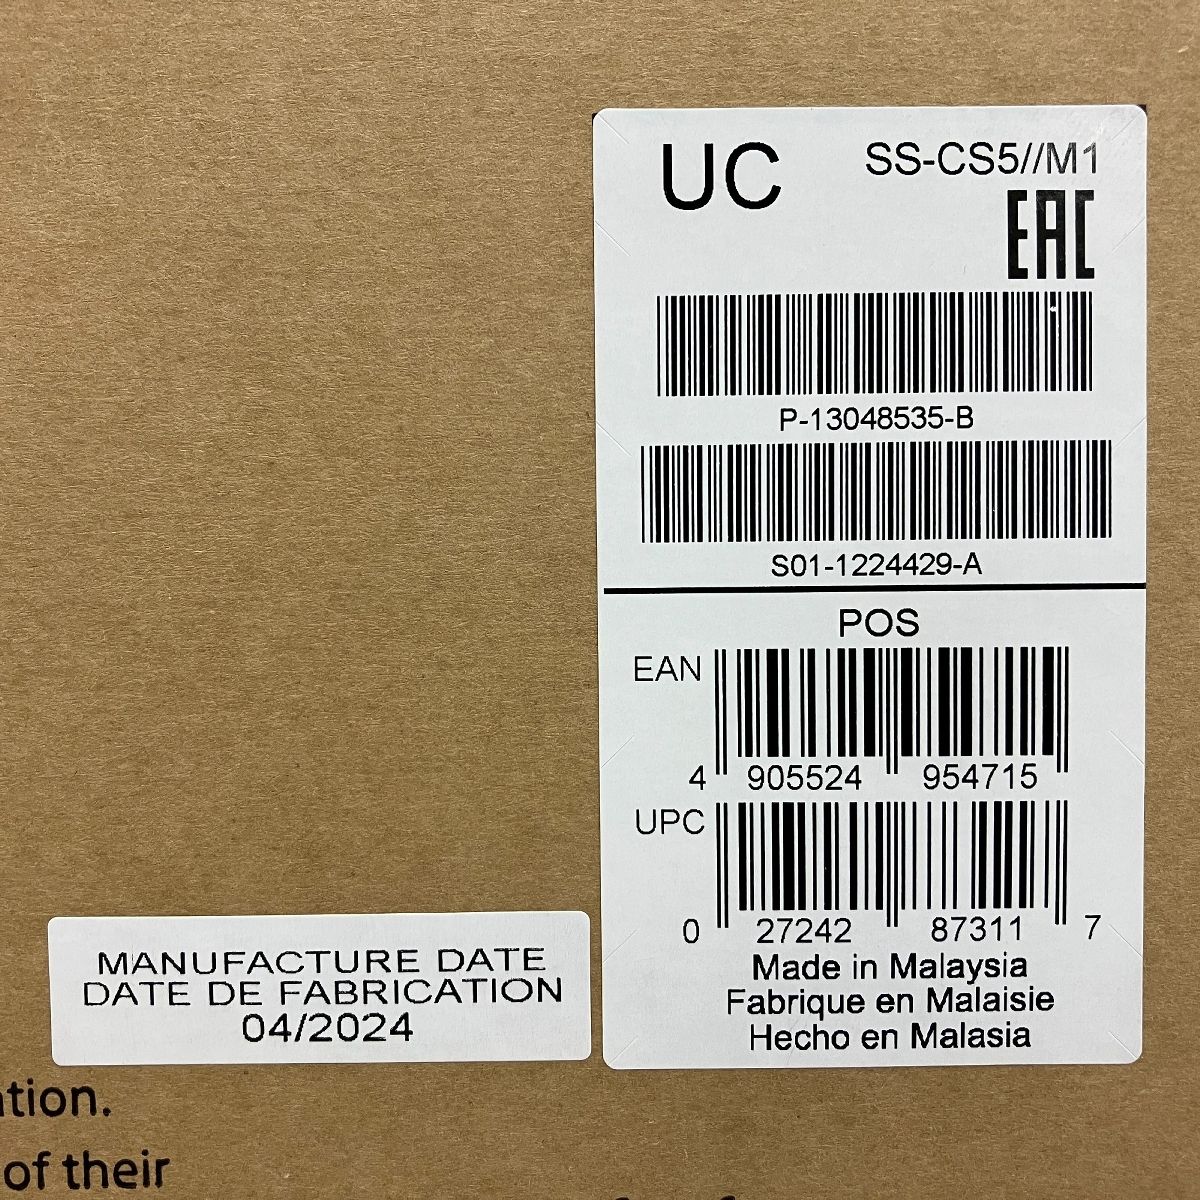 UC
SS-CS5//M1
EAC
P-13048535-B
S01-1224429-A
POS
EAN
4 905524 954715
UPC
0 27242 87311 7
Made in Malaysia
Fabrique en Malaisie
Hecho en Malasia
MANUFACTURE DATE
DATE DE FABRICATION
04/2024
of their